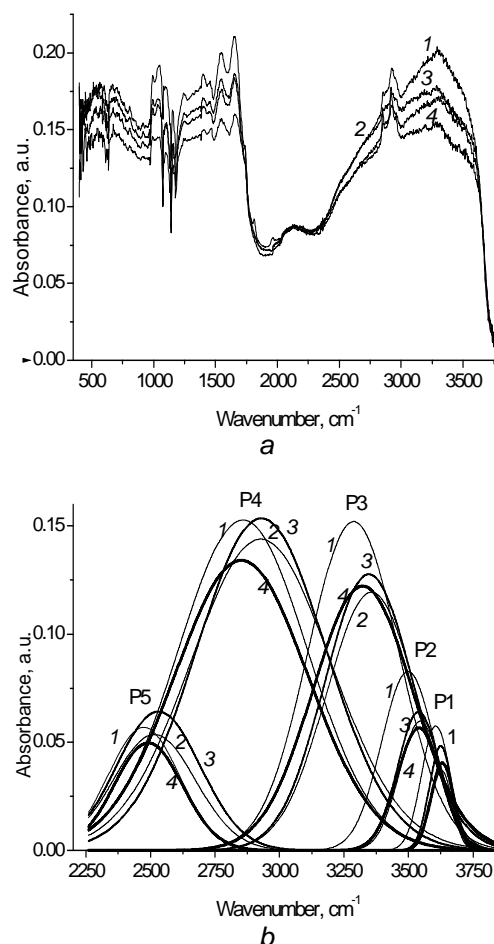 0.20
0.15
0.10
0.00
Absorbance, a.u.
1
3
2
4
500 1000 1500 2000 2500 3000 3500
Wavenumber, cm-1
a
0.15
0.10
0.05
0.00
Absorbance, a.u.
P4 P3
1 2 3 1
3
4 4
2
P2
P5 P1
1 1 1
2 3 3
4 4
2250 2500 2750 3000 3250 3500 3750
Wavenumber, cm-1
b